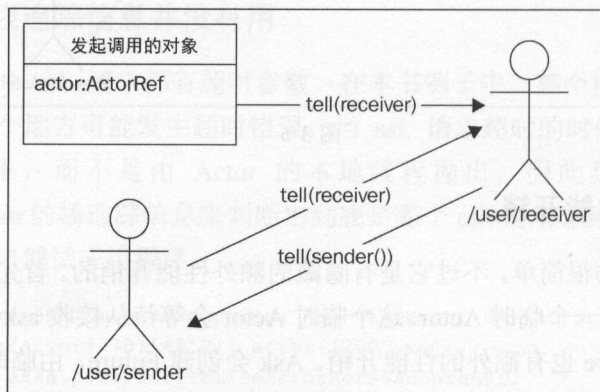 发起调用的对象
actor:ActorRef
tell(receiver)
tell(receiver)
tell(sender())
/user/receiver
/user/sender